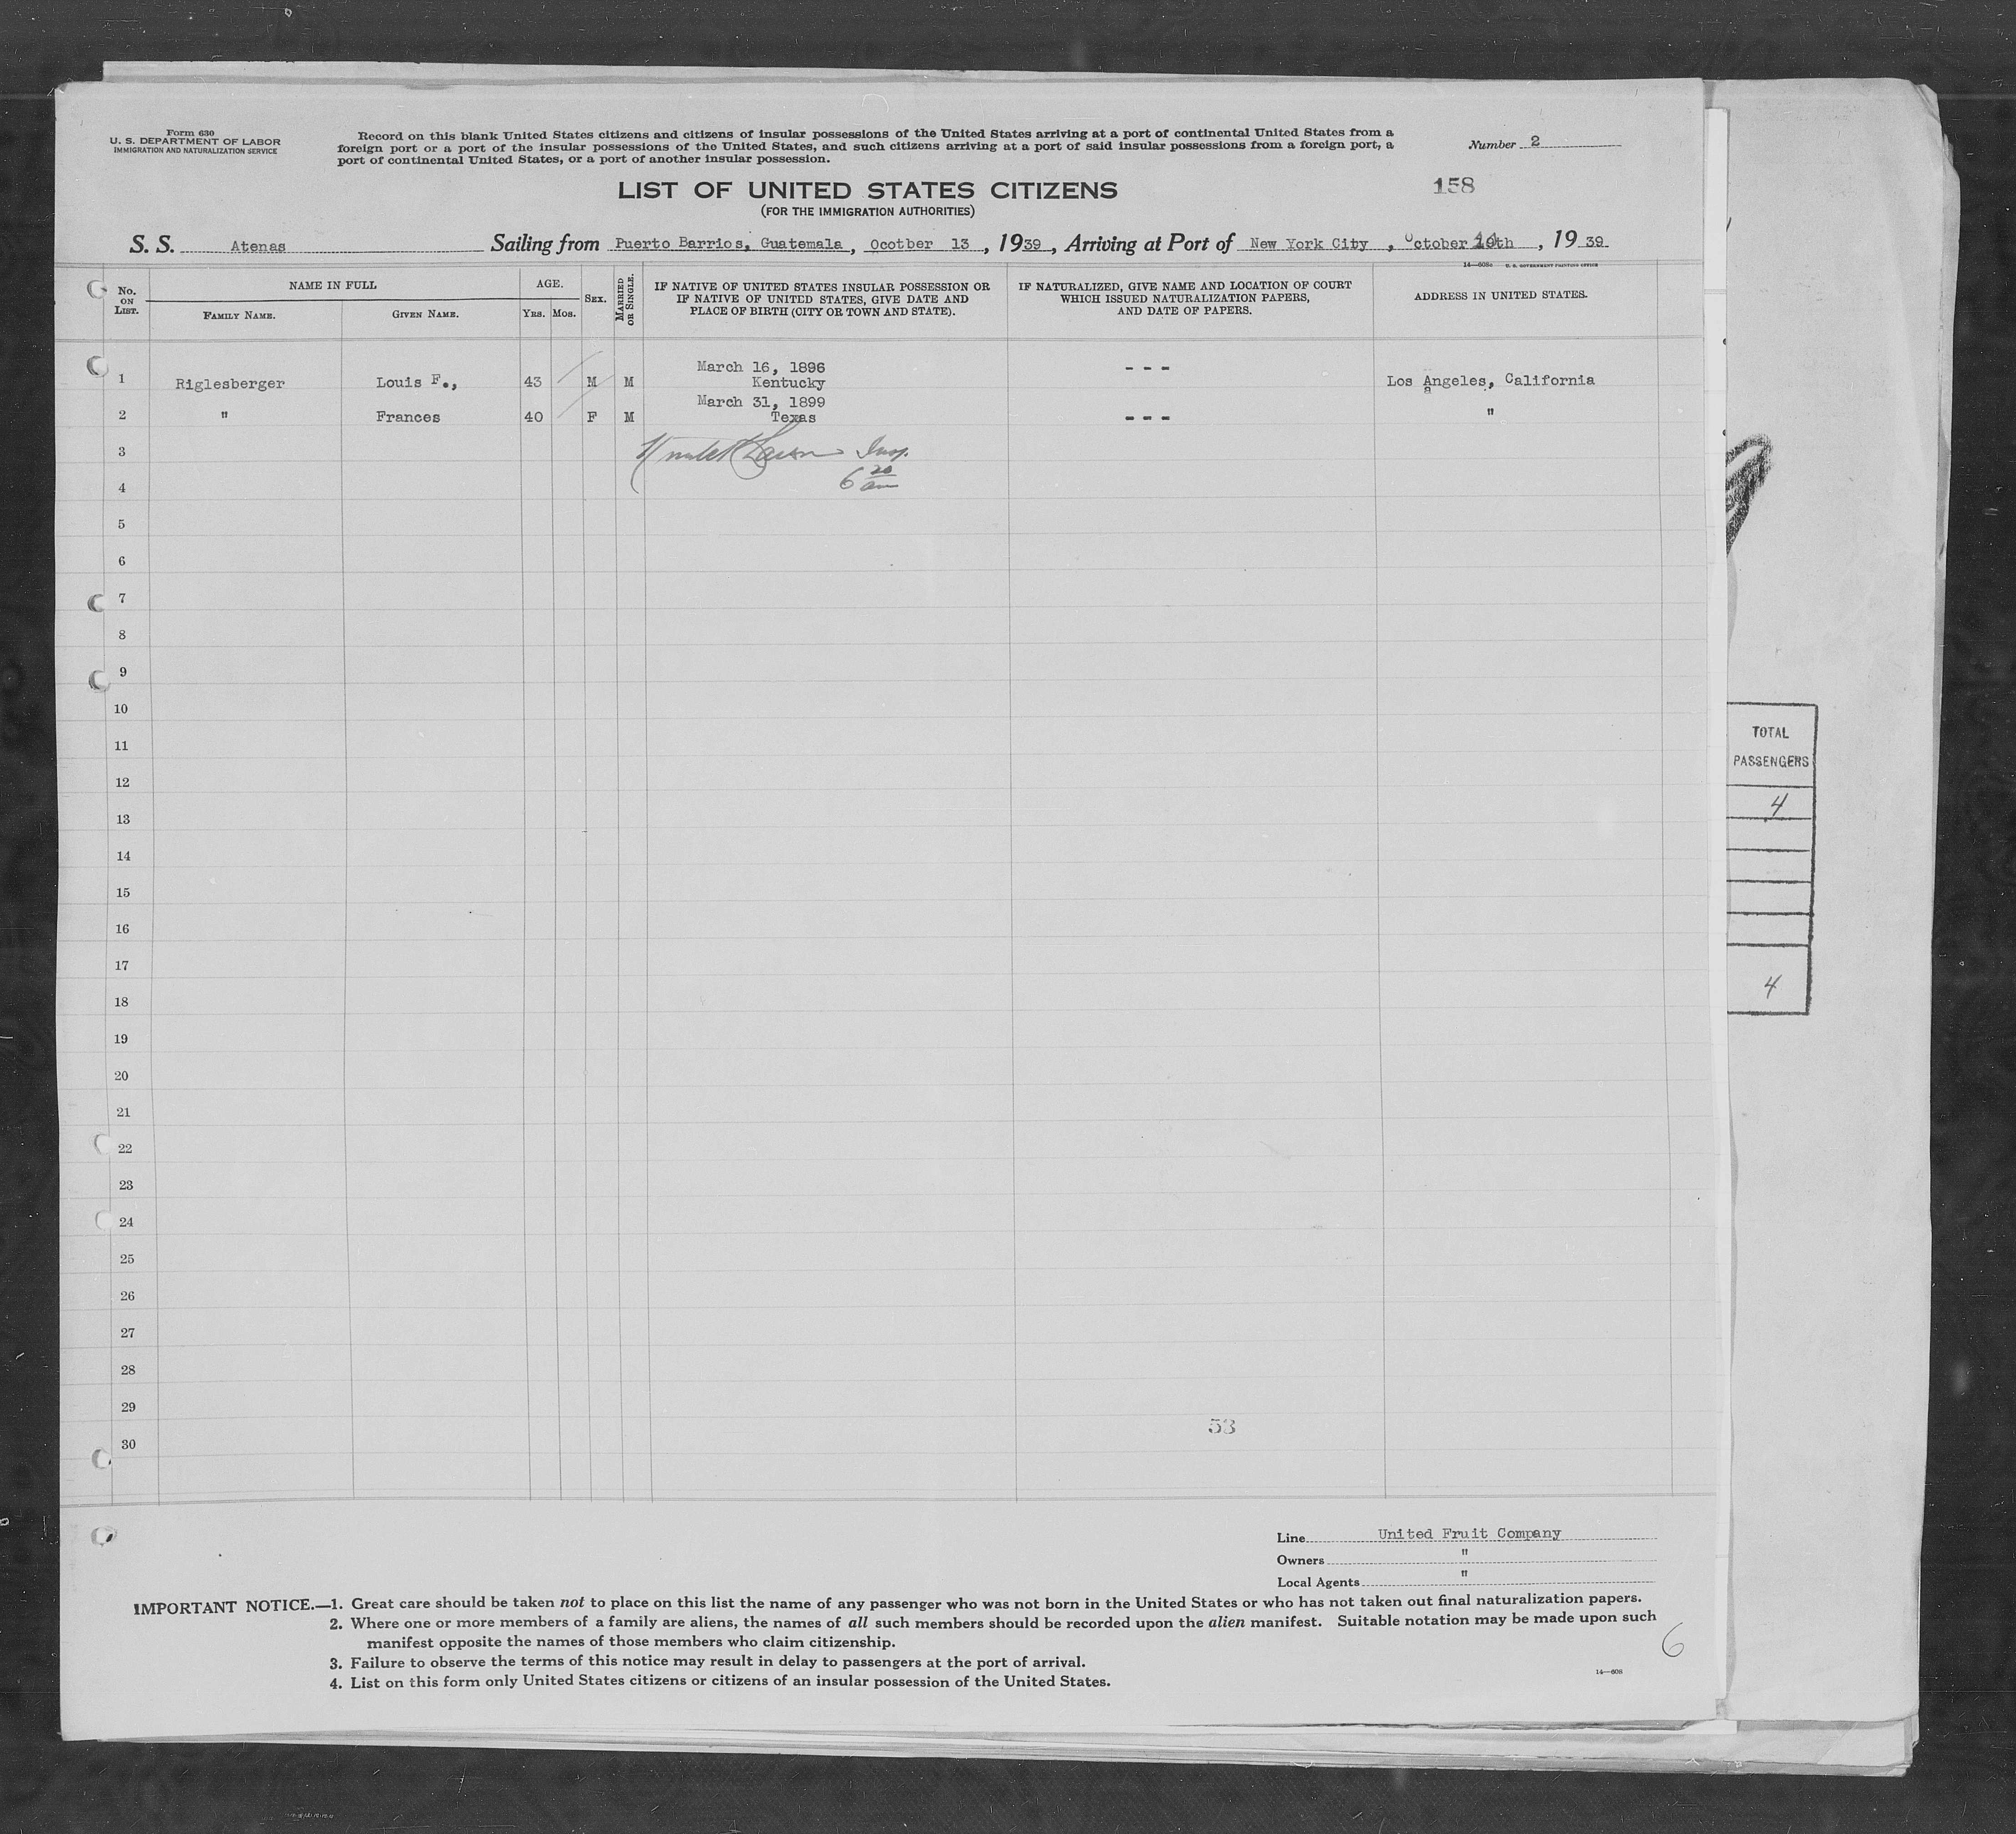 Form 630
U. S. DEPARTMENT OF LABOR
IMMIGRATION AND NATURALIZATION SERVICE
Record on this blank United States citizens and citizens of insular possessions of the United States arriving at a port of continental United States from a
foreign port or a port of the insular possessions of the United States, and such citizens arriving at a port of said insular possessions from a foreign port, a
port of continental United States, or a port of another insular possession.
Number 2
LIST OF UNITED STATES CITIZENS
158
(FOR THE IMMIGRATION AUTHORITIES)
S. S. Atenas Sailing from Puerto Barrios, Guatemala, Ocotber 13, 1939, Arriving at Port of New York City, October th, 1939
14—608a U. S. GOVERNMENT PRINTING OFFICE
No. ON LIST.
NAME IN FULL
FAMILY NAME.
GIVEN NAME.
AGE.
YRS. MOS.
SEX.
MARRIED OR SINGLE.
IF NATIVE OF UNITED STATES INSULAR POSSESSION OR
IF NATIVE OF UNITED STATES, GIVE DATE AND
PLACE OF BIRTH (CITY OR TOWN AND STATE).
IF NATURALIZED, GIVE NAME AND LOCATION OF COURT
WHICH ISSUED NATURALIZATION PAPERS,
AND DATE OF PAPERS.
ADDRESS IN UNITED STATES.
March 16, 1896
1 Riglesberger Louis F., 43 M M Kentucky - - - Los Angeles, California
March 31, 1899
2 " Frances 40 F M Texas - - - "
3 Insp.
4 6 20 am
5
6
7
8
9
10
11
12
13
14
15
16
17
18
19
20
21
22
23
24
25
26
27
28
29
53
30
TOTAL
PASSENGERS
4
4
Line United Fruit Company
Owners "
Local Agents "
IMPORTANT NOTICE.—1. Great care should be taken not to place on this list the name of any passenger who was not born in the United States or who has not taken out final naturalization papers.
2. Where one or more members of a family are aliens, the names of all such members should be recorded upon the alien manifest. Suitable notation may be made upon such
manifest opposite the names of those members who claim citizenship.
3. Failure to observe the terms of this notice may result in delay to passengers at the port of arrival.
4. List on this form only United States citizens or citizens of an insular possession of the United States.
14—608
6